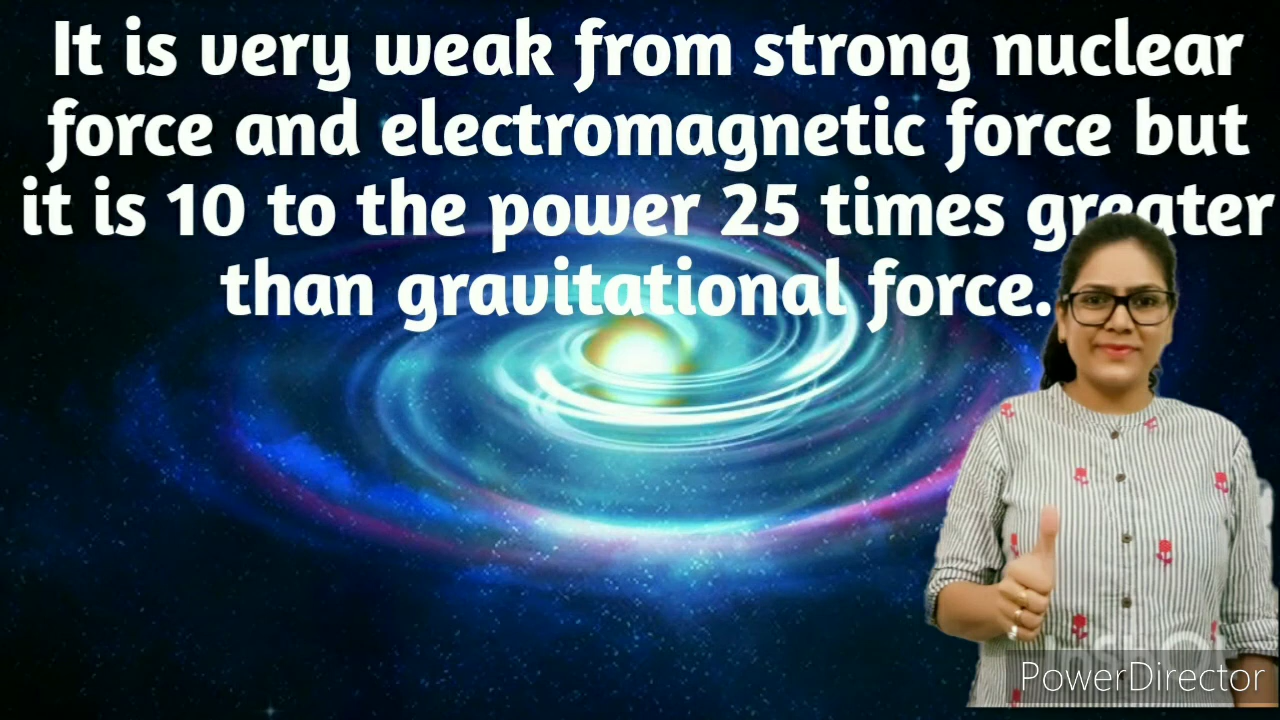 It is very weak from strong nuclear
force and electromagnetic force but
it is 10 to the power 25 times greater
than gravitational force.
PowerDirector